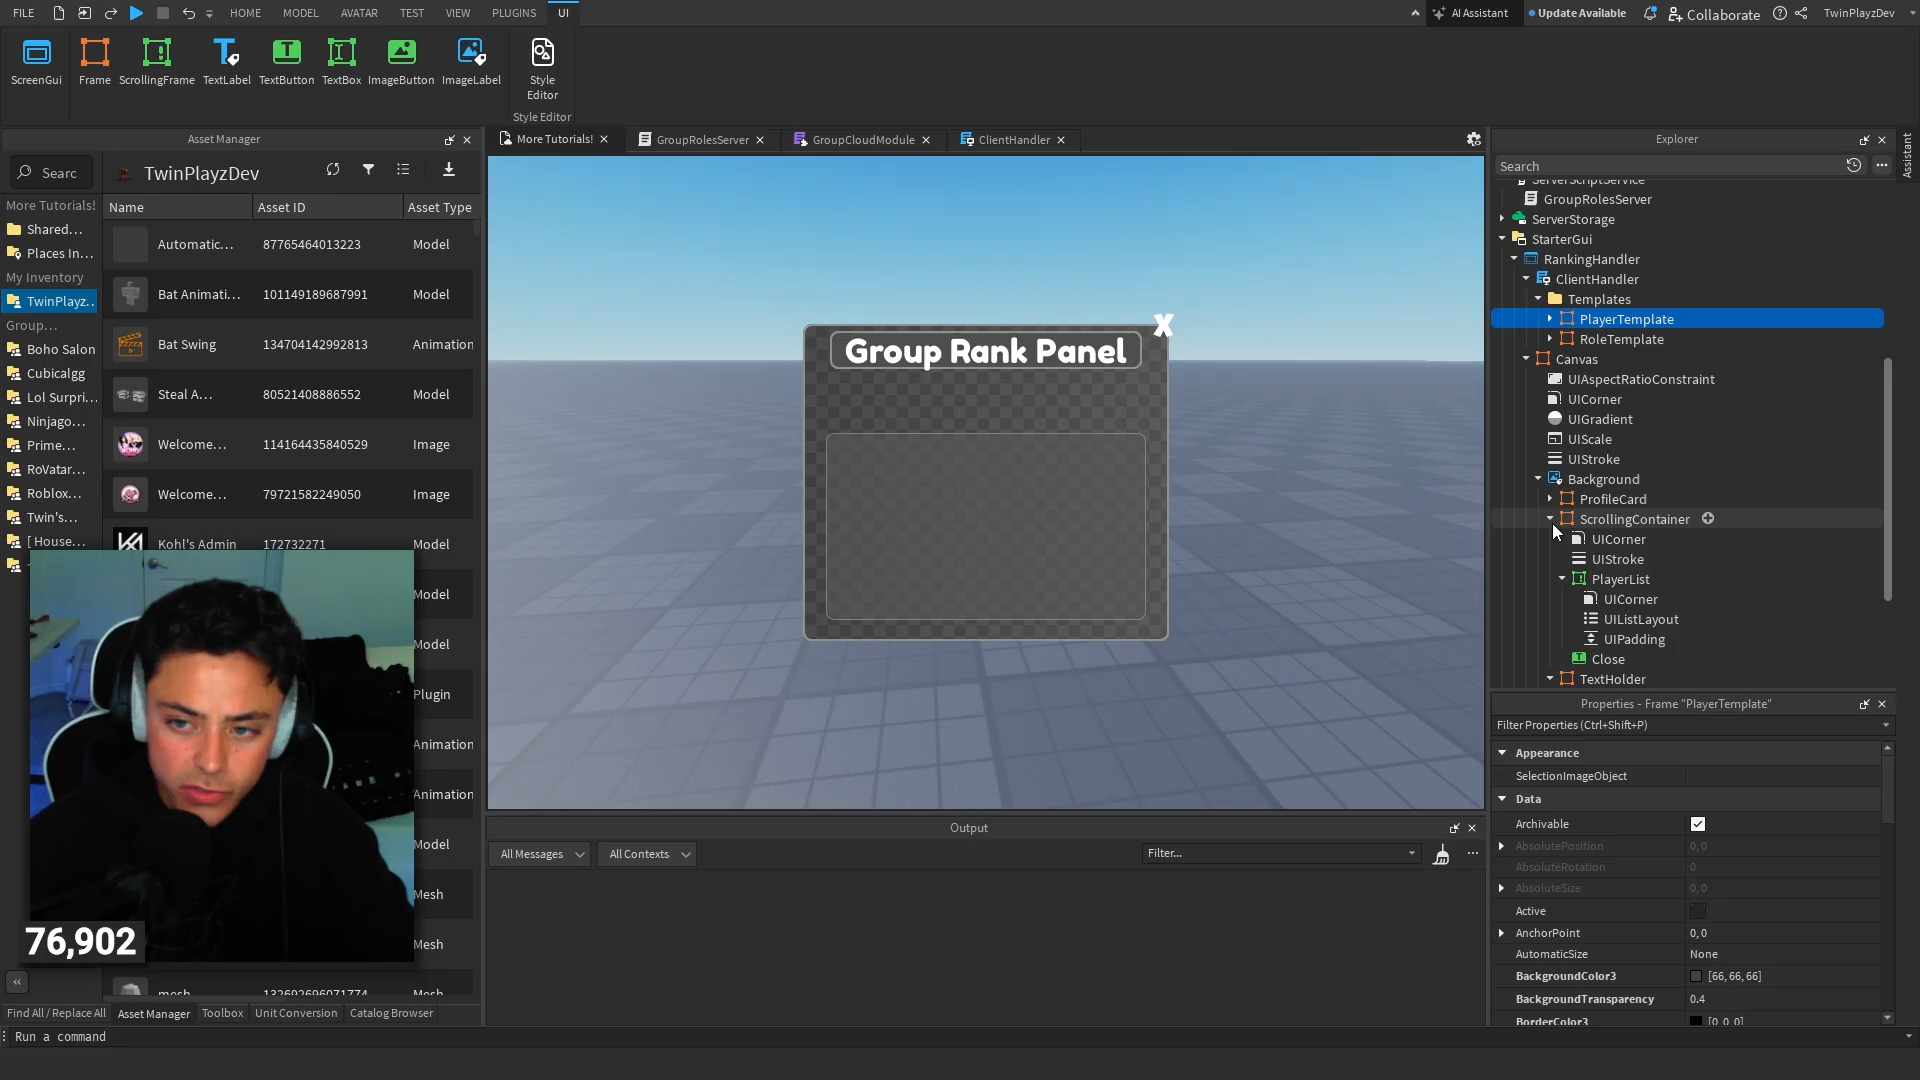 FILE
HOME
MODEL
AVATAR
TEST
VIEW
PLUGINS
UI
AI Assistant
Update Available
Collaborate
TwinPlayzDev
ScreenGui
Frame
ScrollingFrame
TextLabel
TextButton
TextBox
ImageButton
ImageLabel
Style
Editor
Style Editor
Asset Manager
Searc
TwinPlayzDev
More Tutorials!
Shared...
Places In...
My Inventory
TwinPlayz..
Group...
Boho Salon
Cubicalgg
Lol Surpri...
Ninjago...
Prime...
RoVatar...
Roblox...
Twin's...
[ House...
Name Asset ID Asset Type
Automatic... 87765464013223 Model
Bat Animati... 101149189687991 Model
Bat Swing 134704142992813 Animation
Steal A... 80521408886552 Model
Welcome... 114164435840529 Image
Welcome... 79721582249050 Image
Kohl's Admin 172732271 Model
Model
Model
Plugin
Animation
Animation
Model
Mesh
Mesh
mesh 132692696071774 Mesh
76,902
Find All / Replace All
Asset Manager
Toolbox
Unit Conversion
Catalog Browser
Run a command
More Tutorials!
GroupRolesServer
GroupCloudModule
ClientHandler
X
Group Rank Panel
Output
All Messages
All Contexts
Filter...
Explorer
Assistant
Search
ServerScriptService
GroupRolesServer
ServerStorage
StarterGui
RankingHandler
ClientHandler
Templates
PlayerTemplate
RoleTemplate
Canvas
UIAspectRatioConstraint
UICorner
UIGradient
UIScale
UIStroke
Background
ProfileCard
ScrollingContainer
UICorner
UIStroke
PlayerList
UICorner
UIListLayout
UIPadding
Close
TextHolder
Properties - Frame "PlayerTemplate"
Filter Properties (Ctrl+Shift+P)
Appearance
SelectionImageObject
Data
Archivable
AbsolutePosition 0, 0
AbsoluteRotation 0
AbsoluteSize 0, 0
Active
AnchorPoint 0, 0
AutomaticSize None
BackgroundColor3 [66, 66, 66]
BackgroundTransparency 0.4
BorderColor3 [0, 0, 0]